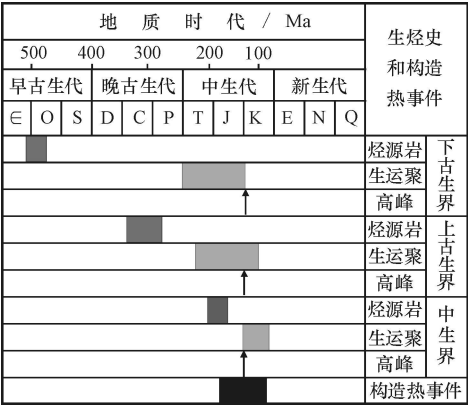 地 质 时 代 / Ma
500 400 300 200 100
早古生代 晚古生代 中生代 新生代
∈ O S D C P T J K E N Q
生烃史
和构造
热事件
烃源岩
生运聚
高峰
下古生界
烃源岩
生运聚
高峰
上古生界
烃源岩
生运聚
高峰
中生界
构造热事件